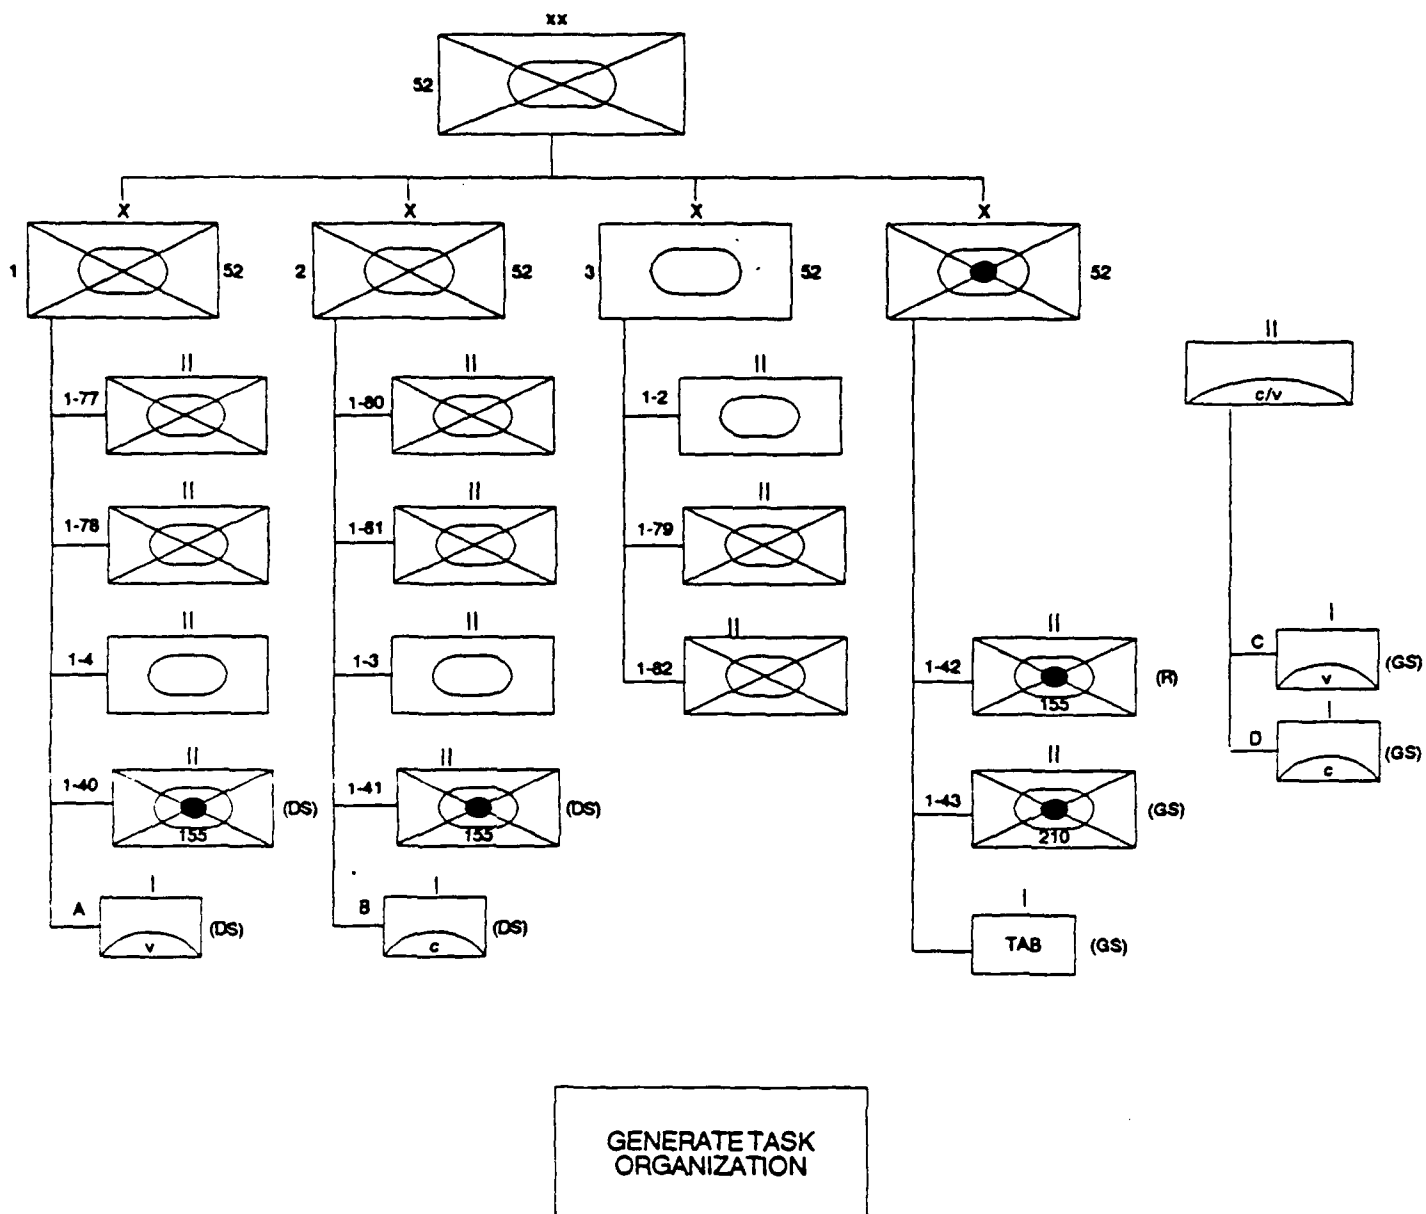 XX
52
X
X
X
X
1
52
2
52
3
52
52
II
c/v
II
1-77
II
1-80
II
1-2
II
1-78
II
1-81
II
1-79
II
1-4
II
1-3
II
1-82
II
1-42
155
(R)
I
C
v
(GS)
I
D
c
(GS)
II
1-40
155
(DS)
II
1-41
155
(DS)
II
1-43
210
(GS)
I
A
v
(DS)
I
B
c
(DS)
I
TAB
(GS)
GENERATE TASK
ORGANIZATION